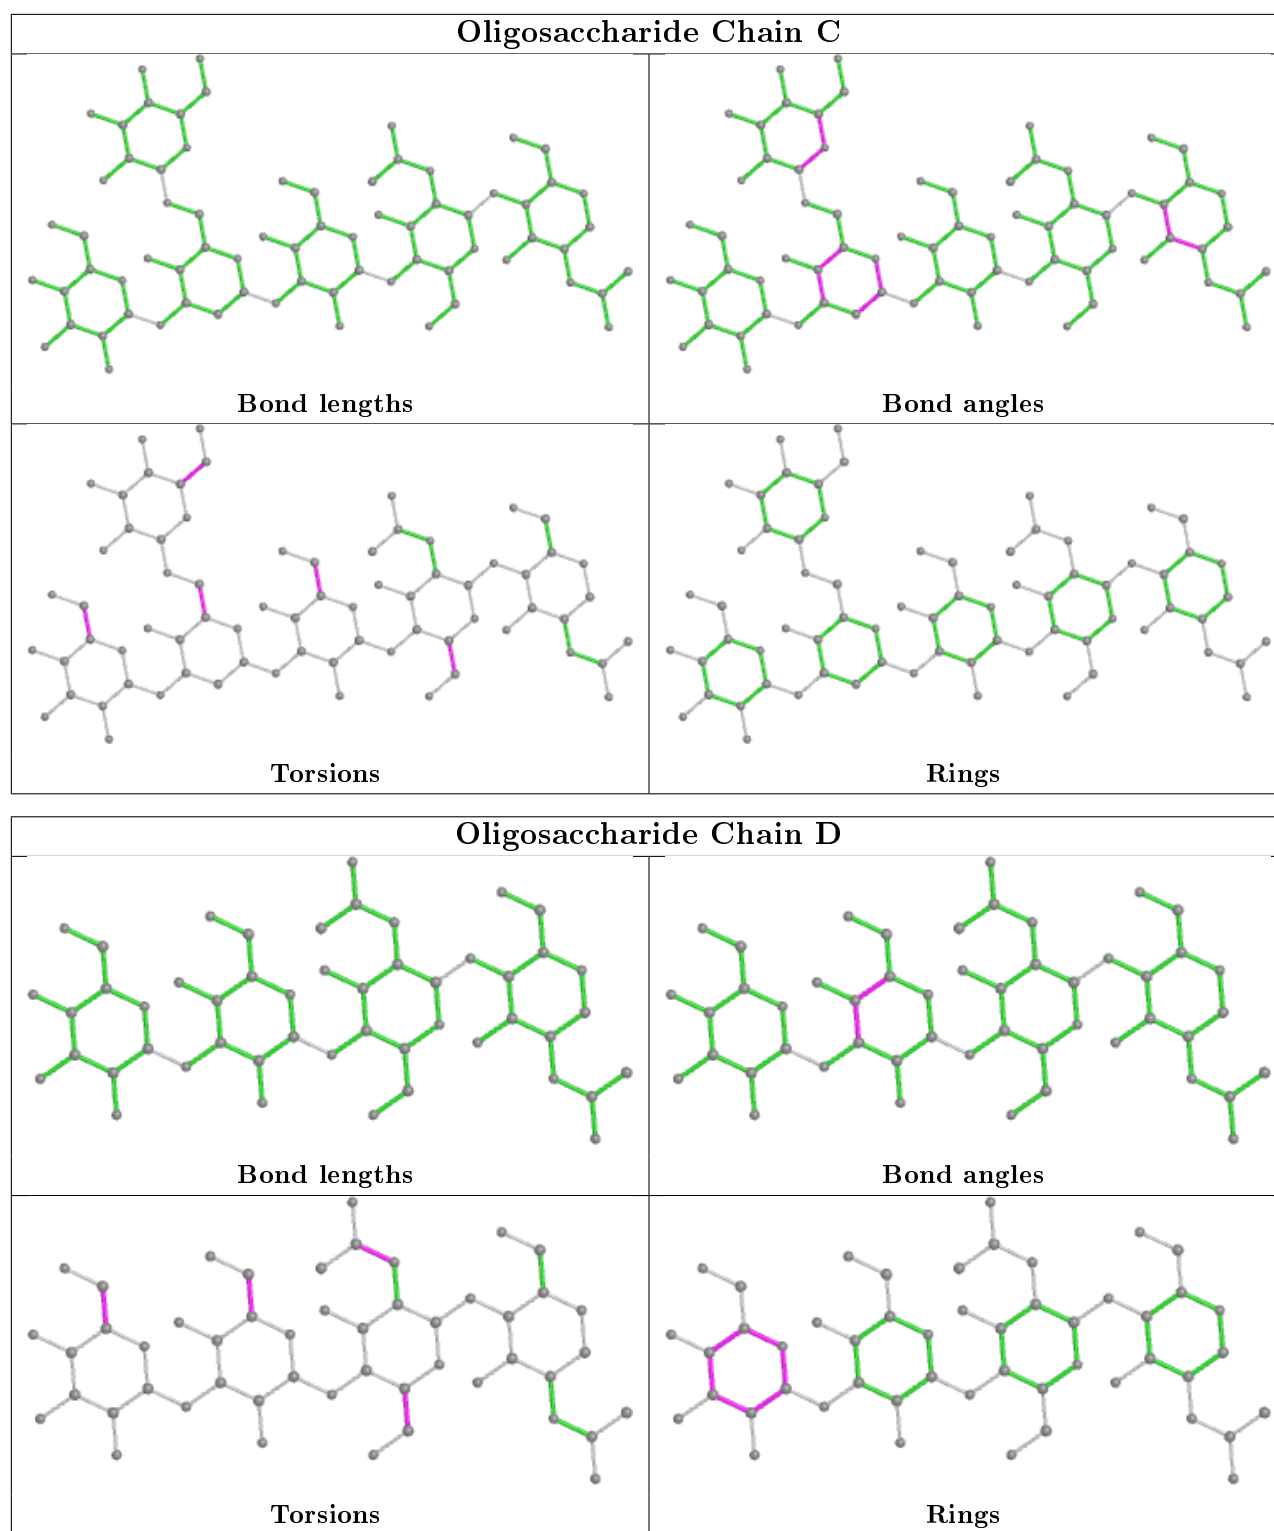 Oligosaccharide Chain C
Bond lengths
Bond angles
Torsions
Rings
Oligosaccharide Chain D
Bond lengths
Bond angles
Torsions
Rings